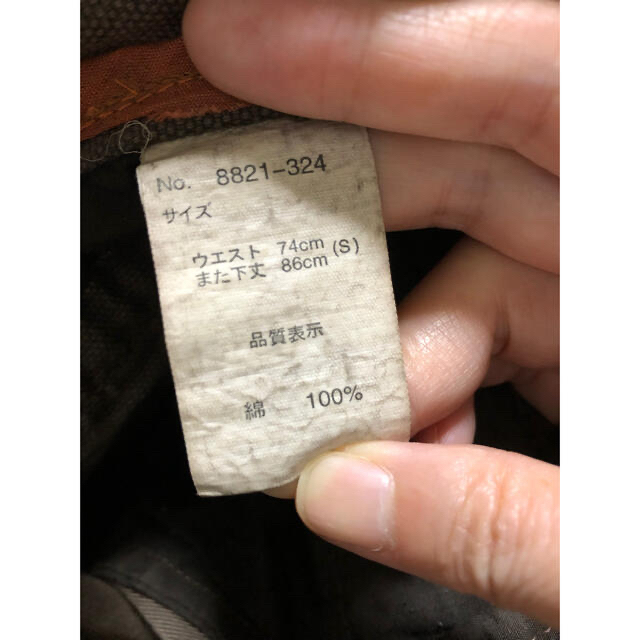 No. 8821-324
サイズ
ウエスト 74cm (S)
また下丈 86cm
品質表示
綿 100%